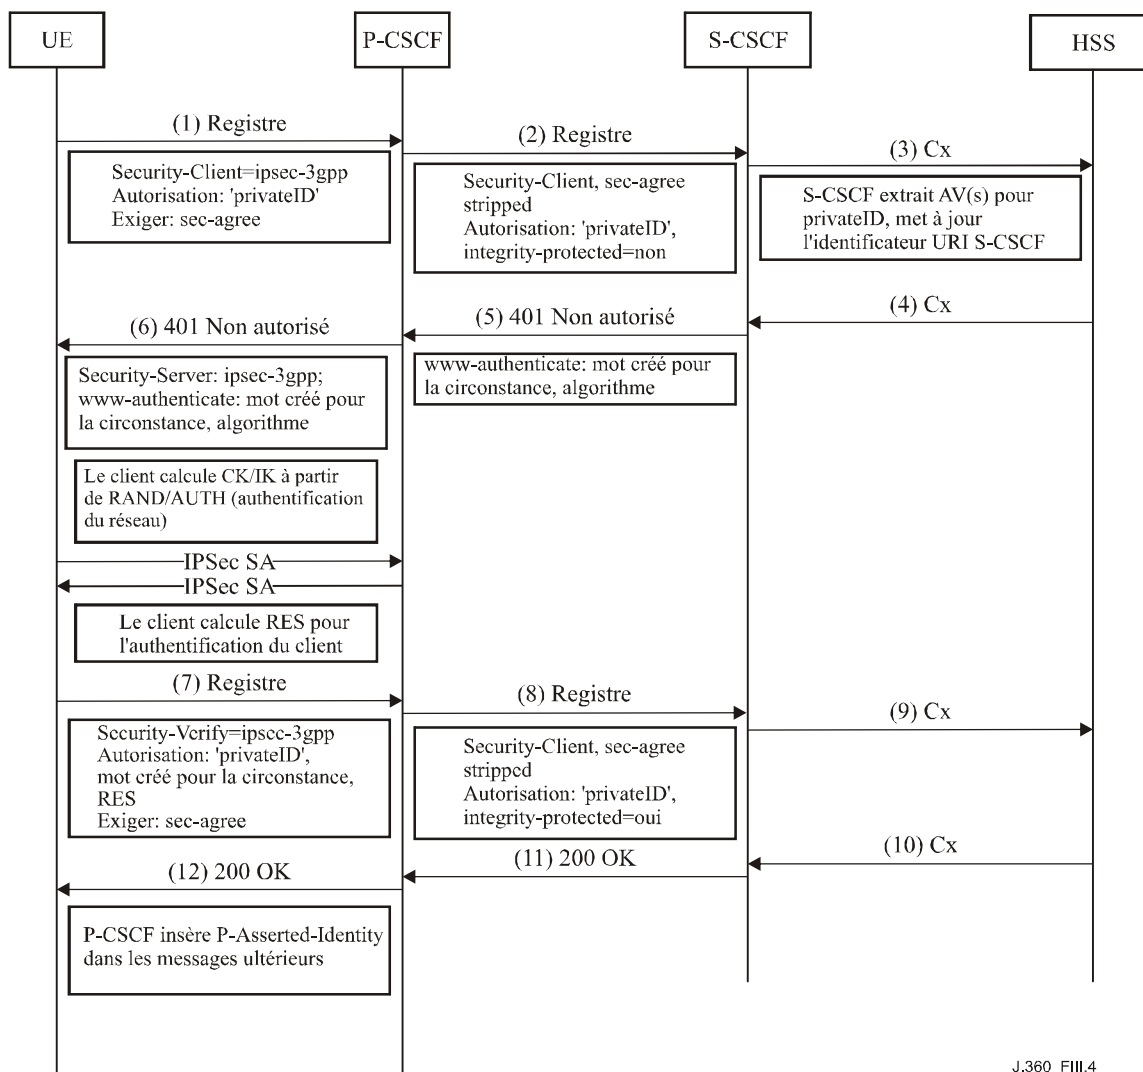 UE
P-CSCF
S-CSCF
HSS
(1) Registre
(2) Registre
(3) Cx
Security-Client=ipsec-3gpp
Autorisation: 'privateID'
Exiger: sec-agree
Security-Client, sec-agree
stripped
Autorisation: 'privateID',
integrity-protected=non
S-CSCF extrait AV(s) pour
privateID, met à jour
l'identificateur URI S-CSCF
(4) Cx
(5) 401 Non autorisé
(6) 401 Non autorisé
www-authenticate: mot créé pour
la circonstance, algorithme
Security-Server: ipsec-3gpp;
www-authenticate: mot créé pour
la circonstance, algorithme
Le client calcule CK/IK à partir
de RAND/AUTH (authentification
du réseau)
IPSec SA
IPSec SA
Le client calcule RES pour
l'authentification du client
(7) Registre
(8) Registre
(9) Cx
Security-Verify=ipsec-3gpp
Autorisation: 'privateID',
mot créé pour la circonstance,
RES
Exiger: sec-agree
Security-Client, sec-agree
stripped
Autorisation: 'privateID',
integrity-protected=oui
(10) Cx
(11) 200 OK
(12) 200 OK
P-CSCF insère P-Asserted-Identity
dans les messages ultérieurs
J.360_FIII.4